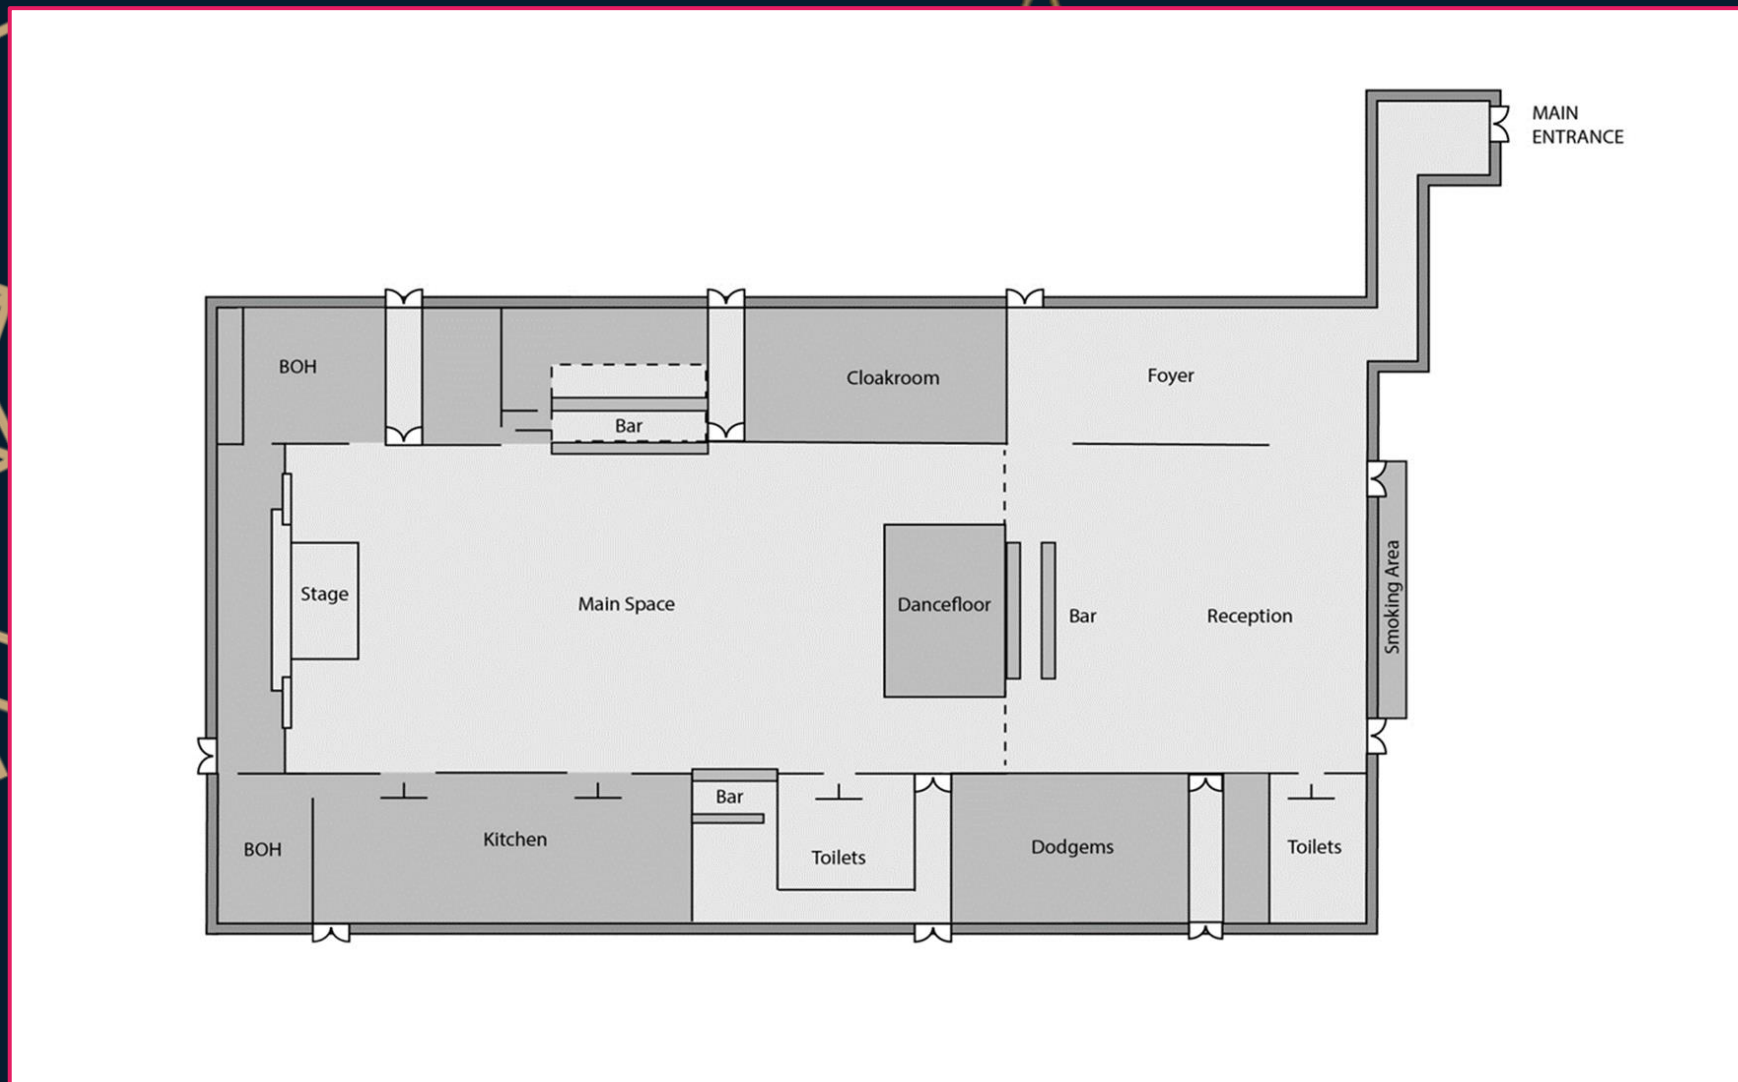 MAIN
ENTRANCE
BOH
Cloakroom
Foyer
Bar
Stage
Main Space
Dancefloor
Bar
Reception
Smoking Area
Bar
BOH
Kitchen
Toilets
Dodgems
Toilets